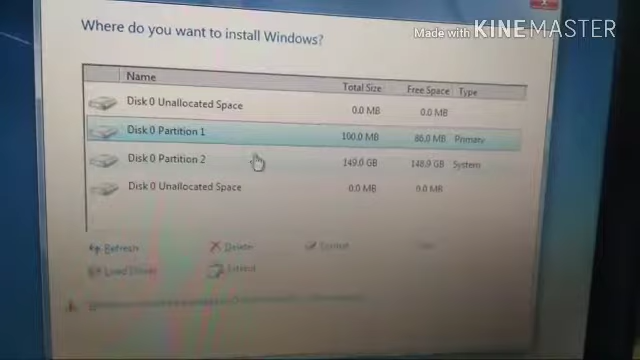 Made with KINEMASTER
Where do you want to install Windows?
Name Total Size Free Space Type
Disk 0 Unallocated Space 0.0 MB 0.0 MB
Disk 0 Partition 1 100.0 MB 86.0 MB Primary
Disk 0 Partition 2 149.0 GB 148.9 GB System
Disk 0 Unallocated Space 0.0 MB 0.0 MB
Refresh Delete Format
Load Driver Extend